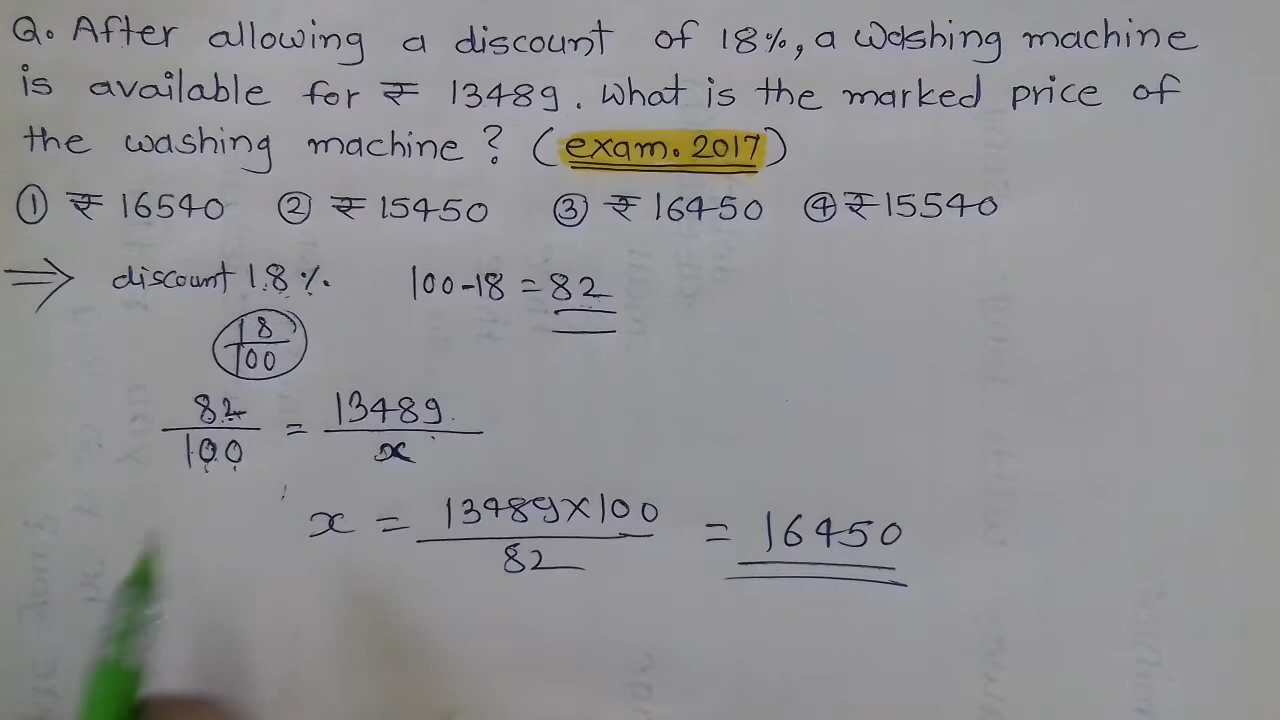 Q. After allowing a discount of 18%, a washing machine
is available for ₹ 13489. What is the marked price of
the washing machine? (exam. 2017)
① ₹ 16540 ② ₹ 15450 ③ ₹ 16450 ④ ₹ 15540
⇒ discount 18% 100-18 = 82
18
100
82 = 13489
100 x
x = 13489×100 = 16450
82